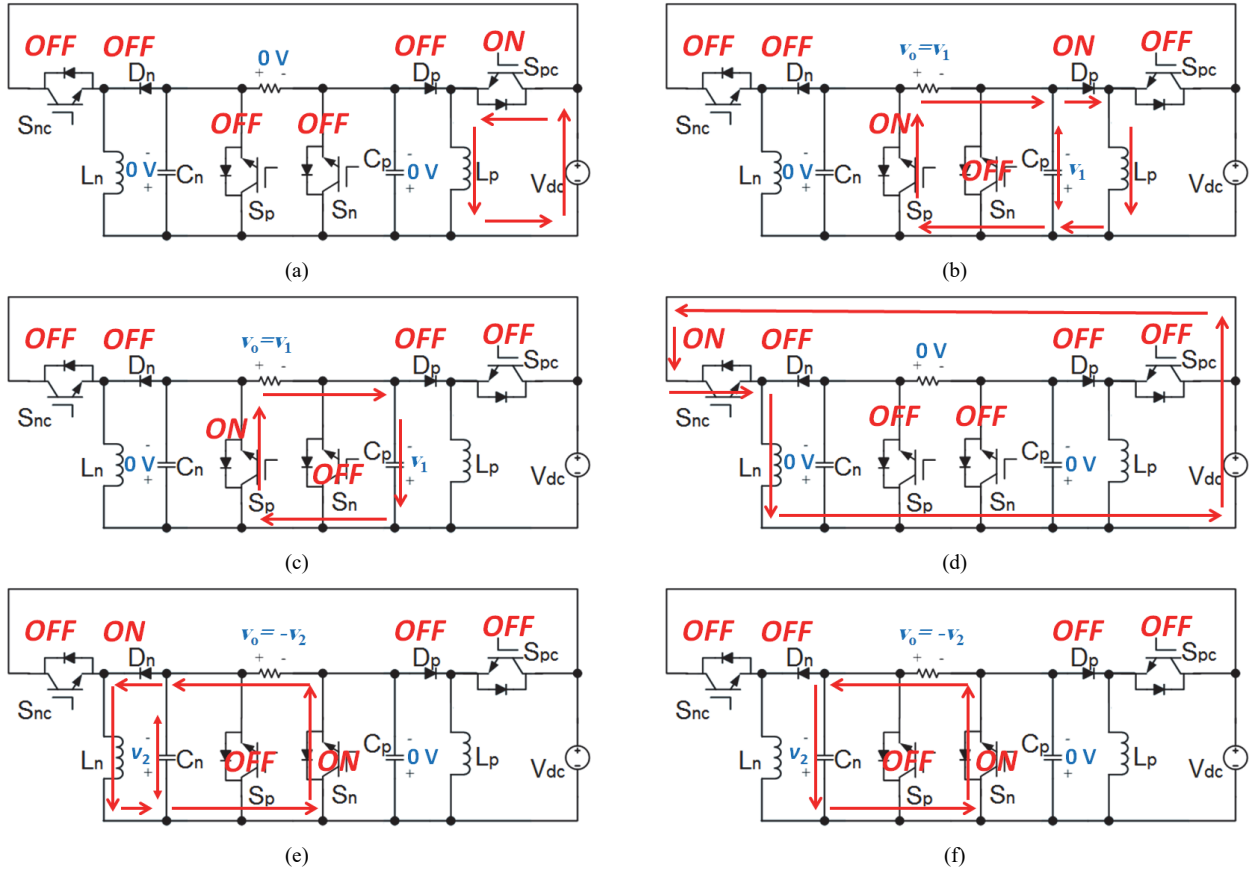 OFF OFF OFF ON
Dn 0 V Dp Spc
+ -
Snc OFF OFF
Ln 0 V Cn Sp Sn Cp 0 V Lp Vdc
- + - + + -
(a)
OFF OFF ON OFF
Dn vo=v1 Dp Spc
+ -
Snc ON OFF
Ln 0 V Cn Sp Sn Cp v1 Lp Vdc
- + - + + -
(b)
OFF OFF OFF OFF
Dn vo=v1 Dp Spc
+ -
Snc ON OFF
Ln 0 V Cn Sp Sn Cp v1 Lp Vdc
- + - + + -
(c)
ON OFF OFF OFF
Dn 0 V Dp Spc
+ -
Snc OFF OFF
Ln 0 V Cn Sp Sn Cp 0 V Lp Vdc
- + - + + -
(d)
OFF ON OFF OFF
Dn vo= -v2 Dp Spc
+ -
Snc OFF ON
Ln v2 Cn Sp Sn Cp 0 V Lp Vdc
- + - + + -
(e)
OFF OFF OFF OFF
Dn vo= -v2 Dp Spc
+ -
Snc OFF ON
Ln v2 Cn Sp Sn Cp 0 V Lp Vdc
- + - + + -
(f)